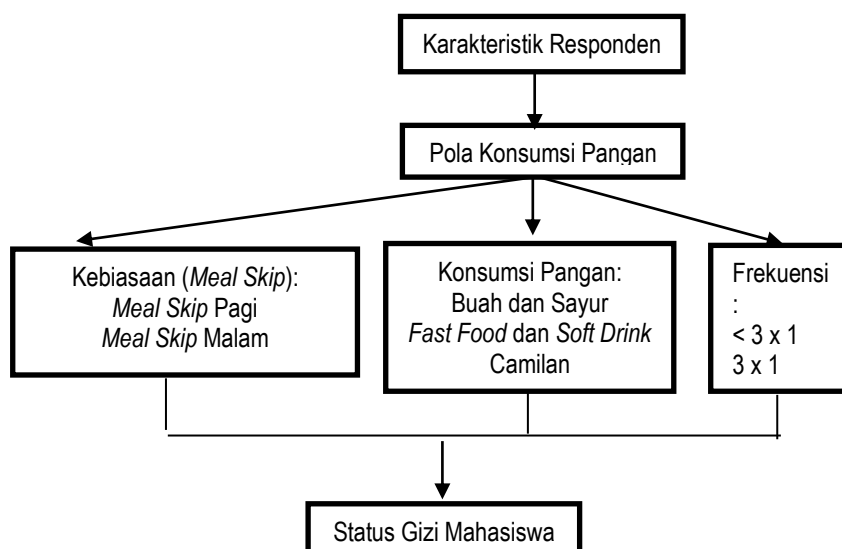 Karakteristik Responden
Pola Konsumsi Pangan
Kebiasaan (Meal Skip):
Meal Skip Pagi
Meal Skip Malam
Konsumsi Pangan:
Buah dan Sayur
Fast Food dan Soft Drink
Camilan
Frekuensi
:
< 3 x 1
3 x 1
Status Gizi Mahasiswa